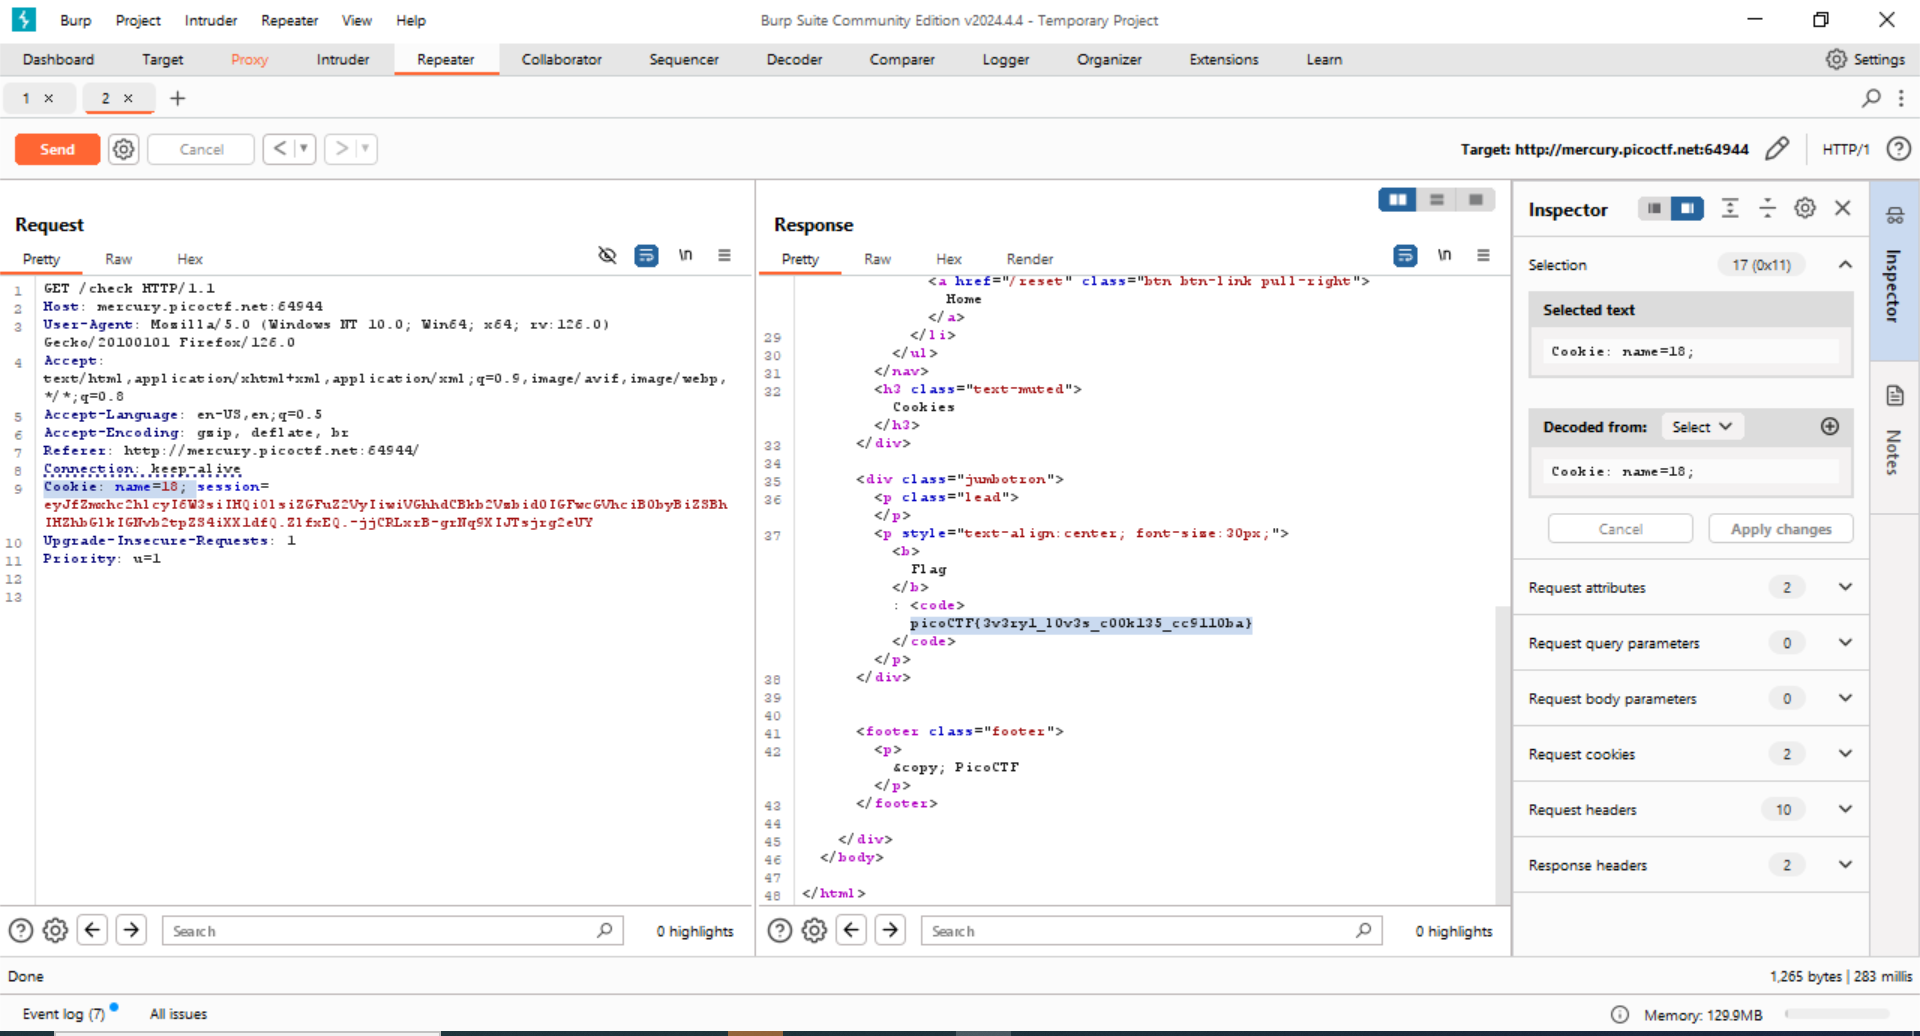 Burp Project Intruder Repeater View Help
Burp Suite Community Edition v2024.4.4 - Temporary Project
Dashboard Target Proxy Intruder Repeater Collaborator Sequencer Decoder Comparer Logger Organizer Extensions Learn
Settings
1 × 2 × +
Send Cancel < > Target: http://mercury.picoctf.net:64944 HTTP/1
Request
Pretty Raw Hex \n
1 GET /check HTTP/1.1
2 Host: mercury.picoctf.net:64944
3 User-Agent: Mozilla/5.0 (Windows NT 10.0; Win64; x64; rv:126.0)
Gecko/20100101 Firefox/126.0
4 Accept:
text/html,application/xhtml+xml,application/xml;q=0.9,image/avif,image/webp,
*/*;q=0.8
5 Accept-Language: en-US,en;q=0.5
6 Accept-Encoding: gzip, deflate, br
7 Referer: http://mercury.picoctf.net:64944/
8 Connection: keep-alive
9 Cookie: name=18; session=
10 Upgrade-Insecure-Requests: 1
11 Priority: u=1
12
13
Search 0 highlights
Response
Pretty Raw Hex Render \n
<a href="/reset" class="btn btn-link pull-right">
Home
</a>
29 </li>
30 </ul>
31 </nav>
32 <h3 class="text-muted">
Cookies
</h3>
33 </div>
34
35 <div class="jumbotron">
36 <p class="lead">
</p>
37 <p style="text-align:center; font-size:30px;">
<b>
Flag
</b>
: <code>
picoCTF{3v3ry1_l0v3s_c00k135_cc9110ba}
</code>
</p>
38 </div>
39
40
41 <footer class="footer">
42 <p>
&copy; PicoCTF
</p>
43 </footer>
44
45 </div>
46 </body>
47
48 </html>
Search 0 highlights
Inspector
Selection 17 (0x11)
Selected text
Cookie: name=18;
Decoded from: Select
Cookie: name=18;
Cancel Apply changes
Request attributes 2
Request query parameters 0
Request body parameters 0
Request cookies 2
Request headers 10
Response headers 2
Inspector
Notes
Done
1,265 bytes | 283 millis
Event log (7) All issues
Memory: 129.9MB